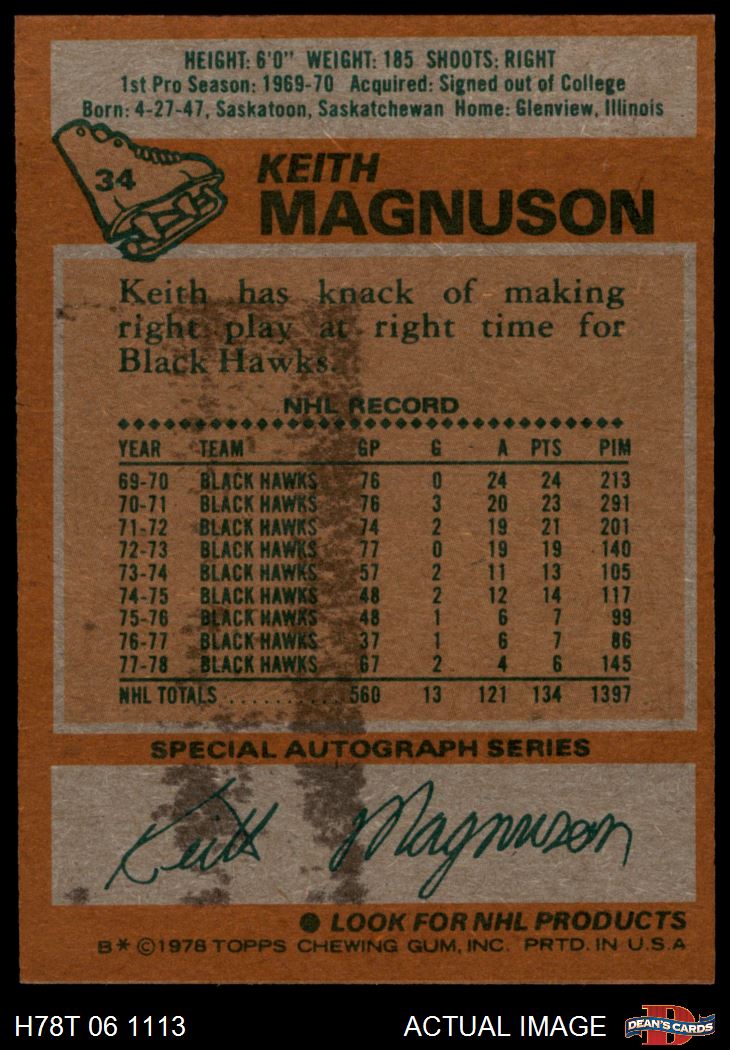 HEIGHT: 6'0" WEIGHT: 185 SHOOTS: RIGHT
1st Pro Season: 1969-70 Acquired: Signed out of College
Born: 4-27-47, Saskatoon, Saskatchewan Home: Glenview, Illinois
34
KEITH
MAGNUSON
Keith has knack of making
right play at right time for
Black Hawks.
NHL RECORD
YEAR TEAM GP G A PTS PIM
69-70 BLACK HAWKS 76 0 24 24 213
70-71 BLACK HAWKS 76 3 20 23 291
71-72 BLACK HAWKS 74 2 19 21 201
72-73 BLACK HAWKS 77 0 19 19 140
73-74 BLACK HAWKS 57 2 11 13 105
74-75 BLACK HAWKS 48 2 12 14 117
75-76 BLACK HAWKS 48 1 6 7 99
76-77 BLACK HAWKS 37 1 6 7 86
77-78 BLACK HAWKS 67 2 4 6 145
NHL TOTALS ........... 560 13 121 134 1397
SPECIAL AUTOGRAPH SERIES
Keith Magnuson
● LOOK FOR NHL PRODUCTS
B* ©1978 TOPPS CHEWING GUM, INC. PRTD. IN U.S.A
H78T 06 1113 ACTUAL IMAGE
DEAN'S CARDS